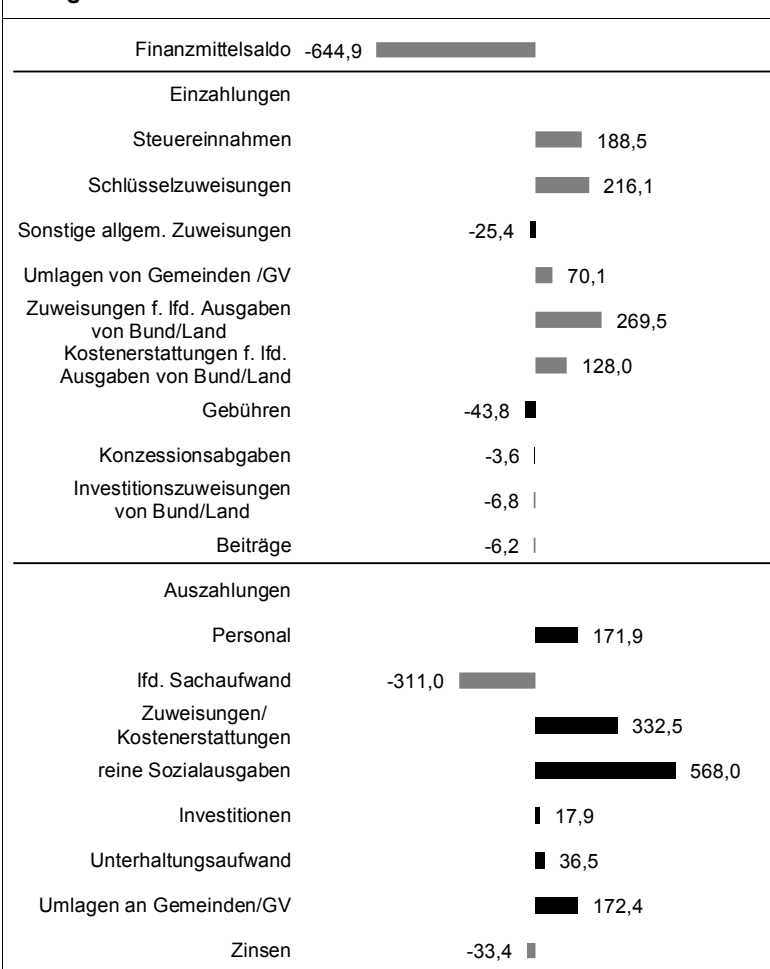 Finanzmittelsaldo -644,9
Einzahlungen
Steuereinnahmen 188,5
Schlüsselzuweisungen 216,1
Sonstige allgem. Zuweisungen -25,4
Umlagen von Gemeinden /GV 70,1
Zuweisungen f. lfd. Ausgaben
von Bund/Land 269,5
Kostenerstattungen f. lfd.
Ausgaben von Bund/Land 128,0
Gebühren -43,8
Konzessionsabgaben -3,6
Investitionszuweisungen
von Bund/Land -6,8
Beiträge -6,2
Auszahlungen
Personal 171,9
lfd. Sachaufwand -311,0
Zuweisungen/
Kostenerstattungen 332,5
reine Sozialausgaben 568,0
Investitionen 17,9
Unterhaltungsaufwand 36,5
Umlagen an Gemeinden/GV 172,4
Zinsen -33,4